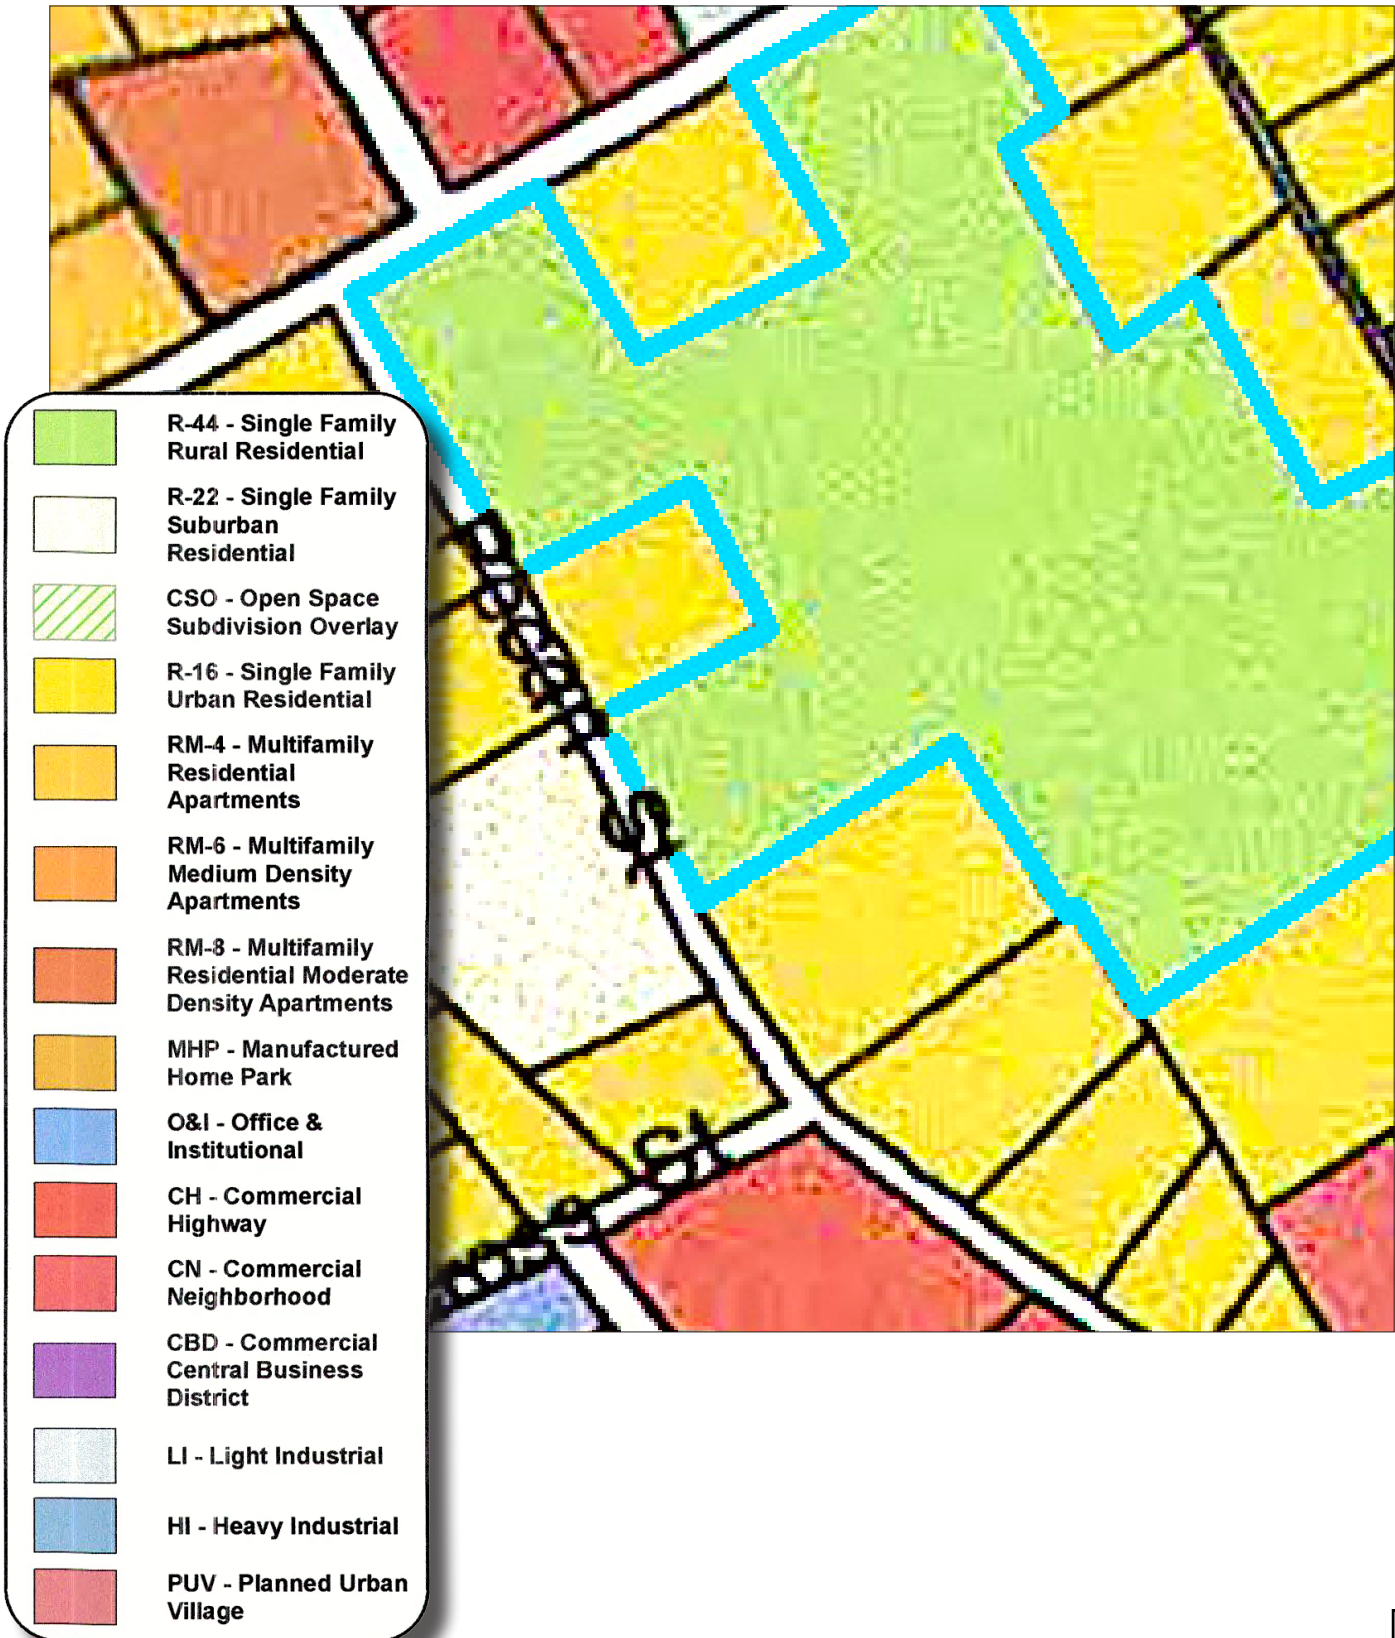 R-44 - Single Family
Rural Residential
R-22 - Single Family
Suburban
Residential
CSO - Open Space
Subdivision Overlay
R-16 - Single Family
Urban Residential
RM-4 - Multifamily
Residential
Apartments
RM-6 - Multifamily
Medium Density
Apartments
RM-8 - Multifamily
Residential Moderate
Density Apartments
MHP - Manufactured
Home Park
O&I - Office &
Institutional
CH - Commercial
Highway
CN - Commercial
Neighborhood
CBD - Commercial
Central Business
District
LI - Light Industrial
HI - Heavy Industrial
PUV - Planned Urban
Village
St
St